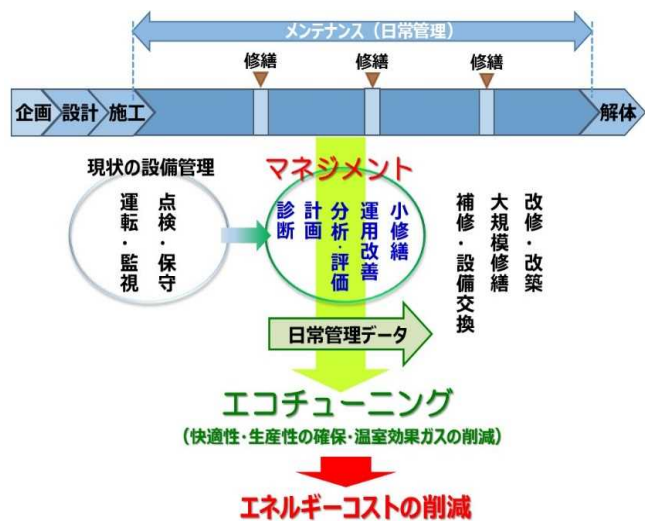 メンテナンス（日常管理）
修繕
修繕
修繕
企画
設計
施工
解体
現状の設備管理
点検・保守
運転・監視
マネジメント
小修繕
運用改善
分析・評価
計画
診断
改修・改築
大規模修繕
補修・設備交換
日常管理データ
エコチューニング
（快適性・生産性の確保・温室効果ガスの削減）
エネルギーコストの削減